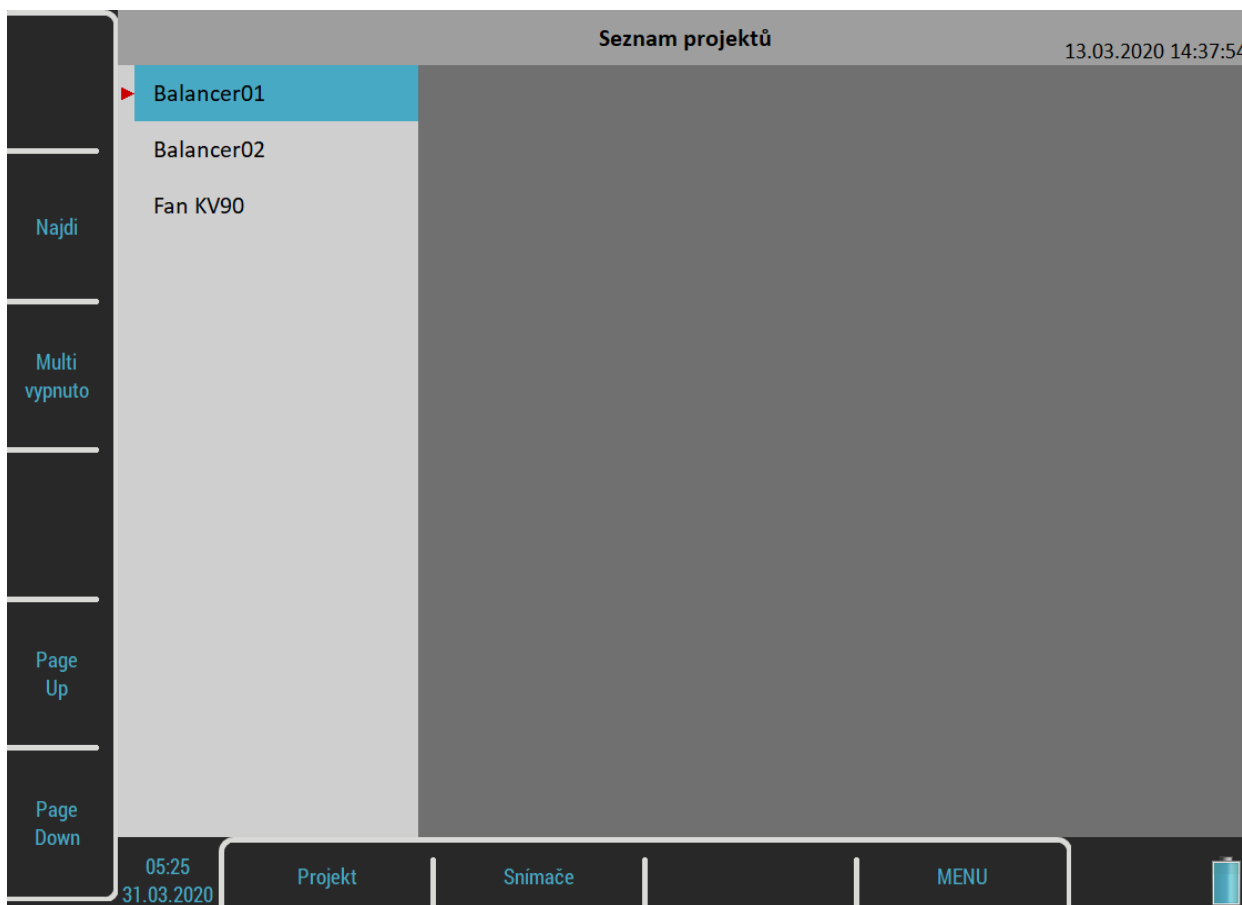 Seznam projektů
13.03.2020 14:37:54
Balancer01
Balancer02
Fan KV90
Najdi
Multi
vypnuto
Page
Up
Page
Down
05:25
31.03.2020
Projekt
Snímače
MENU